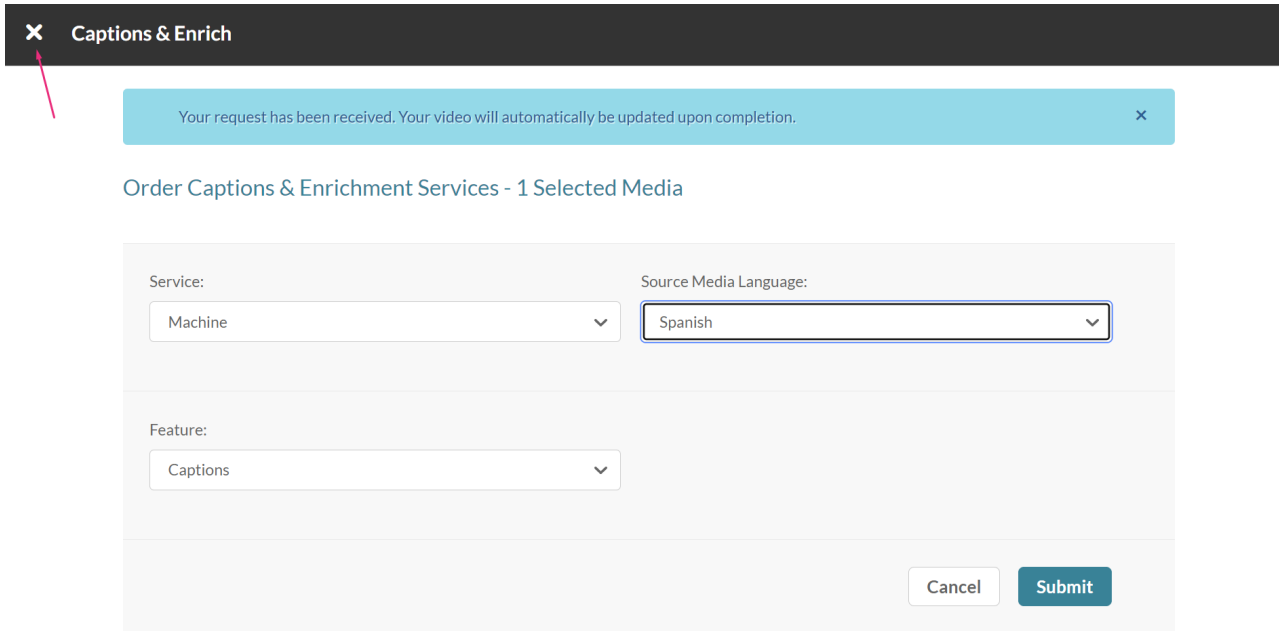 Captions & Enrich
Your request has been received. Your video will automatically be updated upon completion.
Order Captions & Enrichment Services - 1 Selected Media
Service:
Source Media Language:
Machine
Spanish
Feature:
Captions
Cancel
Submit